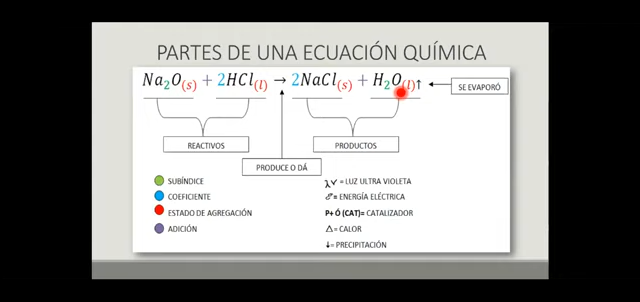 PARTES DE UNA ECUACIÓN QUÍMICA
Na₂O(s) + 2HCl(l) → 2NaCl(s) + H₂O(l)↑
SE EVAPORÓ
REACTIVOS
PRODUCTOS
PRODUCE O DÁ
SUBÍNDICE
COEFICIENTE
ESTADO DE AGREGACIÓN
ADICIÓN
= LUZ ULTRA VIOLETA
= ENERGÍA ELÉCTRICA
P+ Ó (CAT)= CATALIZADOR
△= CALOR
↓= PRECIPITACIÓN